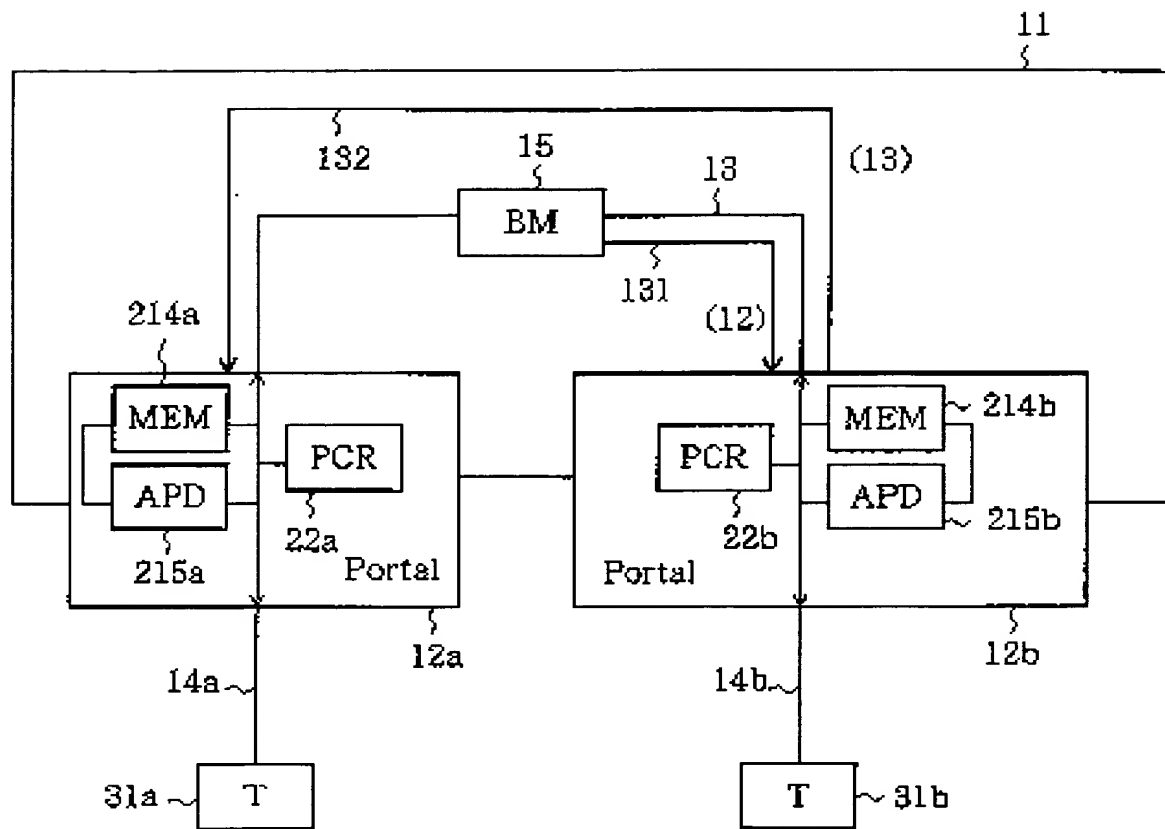 11
132
15
13
(13)
BM
131
(12)
214a
MEM
PCR
APD
22a
215a
Portal
12a
MEM
214b
PCR
APD
215b
22b
Portal
12b
14a
14b
31a
T
T
31b